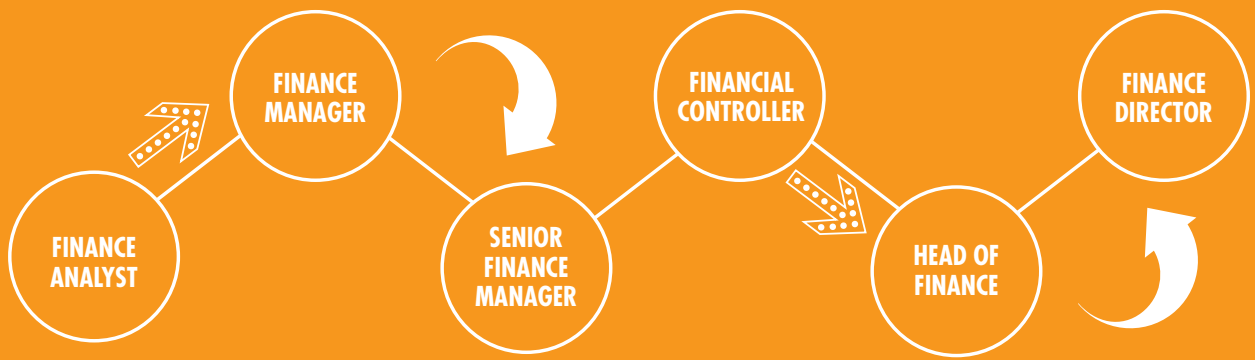 FINANCE
ANALYST
FINANCE
MANAGER
SENIOR
FINANCE
MANAGER
FINANCIAL
CONTROLLER
HEAD OF
FINANCE
FINANCE
DIRECTOR